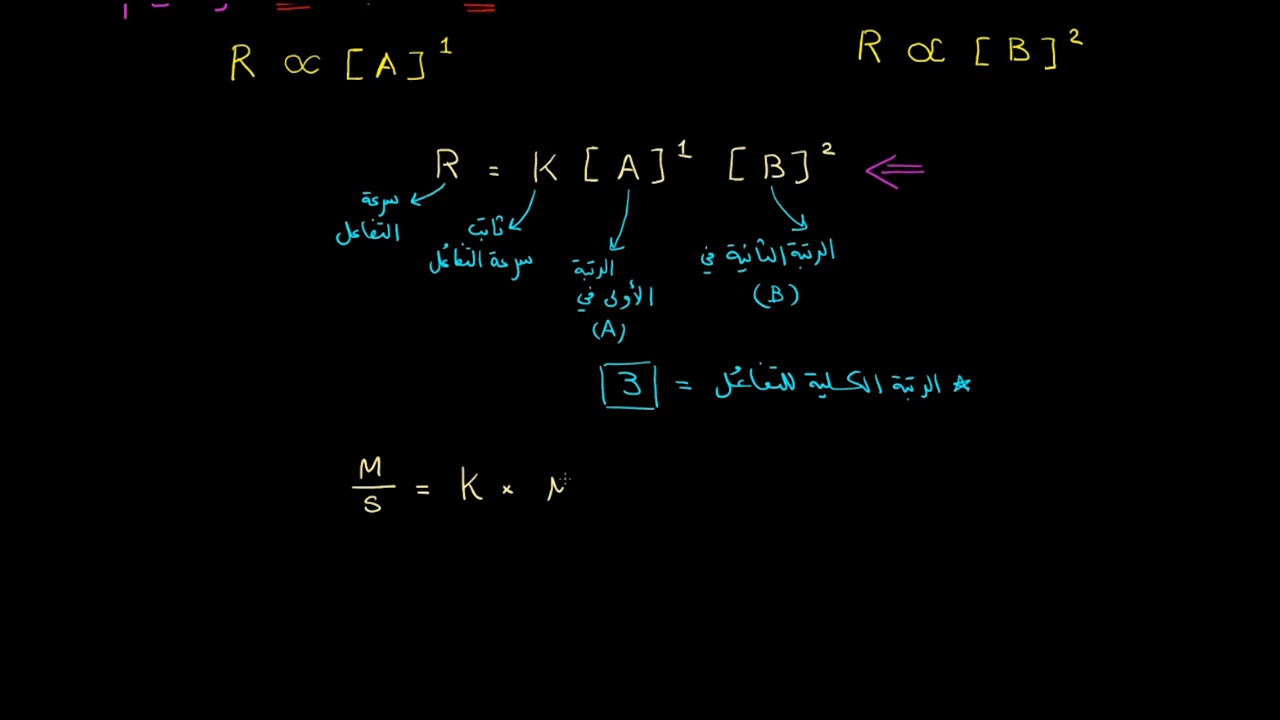 R ∝ [A]¹
R ∝ [B]²
R = K [A]¹ [B]²
سرعة
التفاعل
ثابت
سرعة التفاعل
الرتبة
الأولى في
(A)
الرتبة الثانية في
(B)
* الرتبة الكلية للتفاعل = 3
M/S = K × M